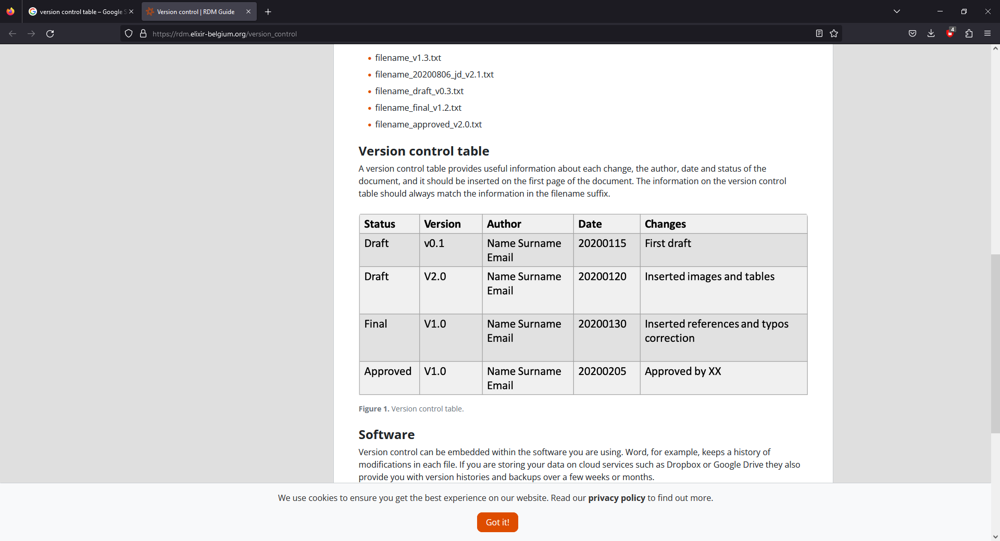 version control table – Google S
Version control | RDM Guide
https://rdm.elixir-belgium.org/version_control
4
filename_v1.3.txt
filename_20200806_jd_v2.1.txt
filename_draft_v0.3.txt
filename_final_v1.2.txt
filename_approved_v2.0.txt
Version control table
A version control table provides useful information about each change, the author, date and status of the
document, and it should be inserted on the first page of the document. The information on the version control
table should always match the information in the filename suffix.
Status Version Author Date Changes
Draft v0.1 Name Surname 20200115 First draft
Email
Draft V2.0 Name Surname 20200120 Inserted images and tables
Email
Final V1.0 Name Surname 20200130 Inserted references and typos
Email correction
Approved V1.0 Name Surname 20200205 Approved by XX
Email
Figure 1. Version control table.
Software
Version control can be embedded within the software you are using. Word, for example, keeps a history of
modifications in each file. If you are storing your data on cloud services such as Dropbox or Google Drive they also
provide you with version histories and backups over a few weeks or months.
We use cookies to ensure you get the best experience on our website. Read our privacy policy to find out more.
Got it!